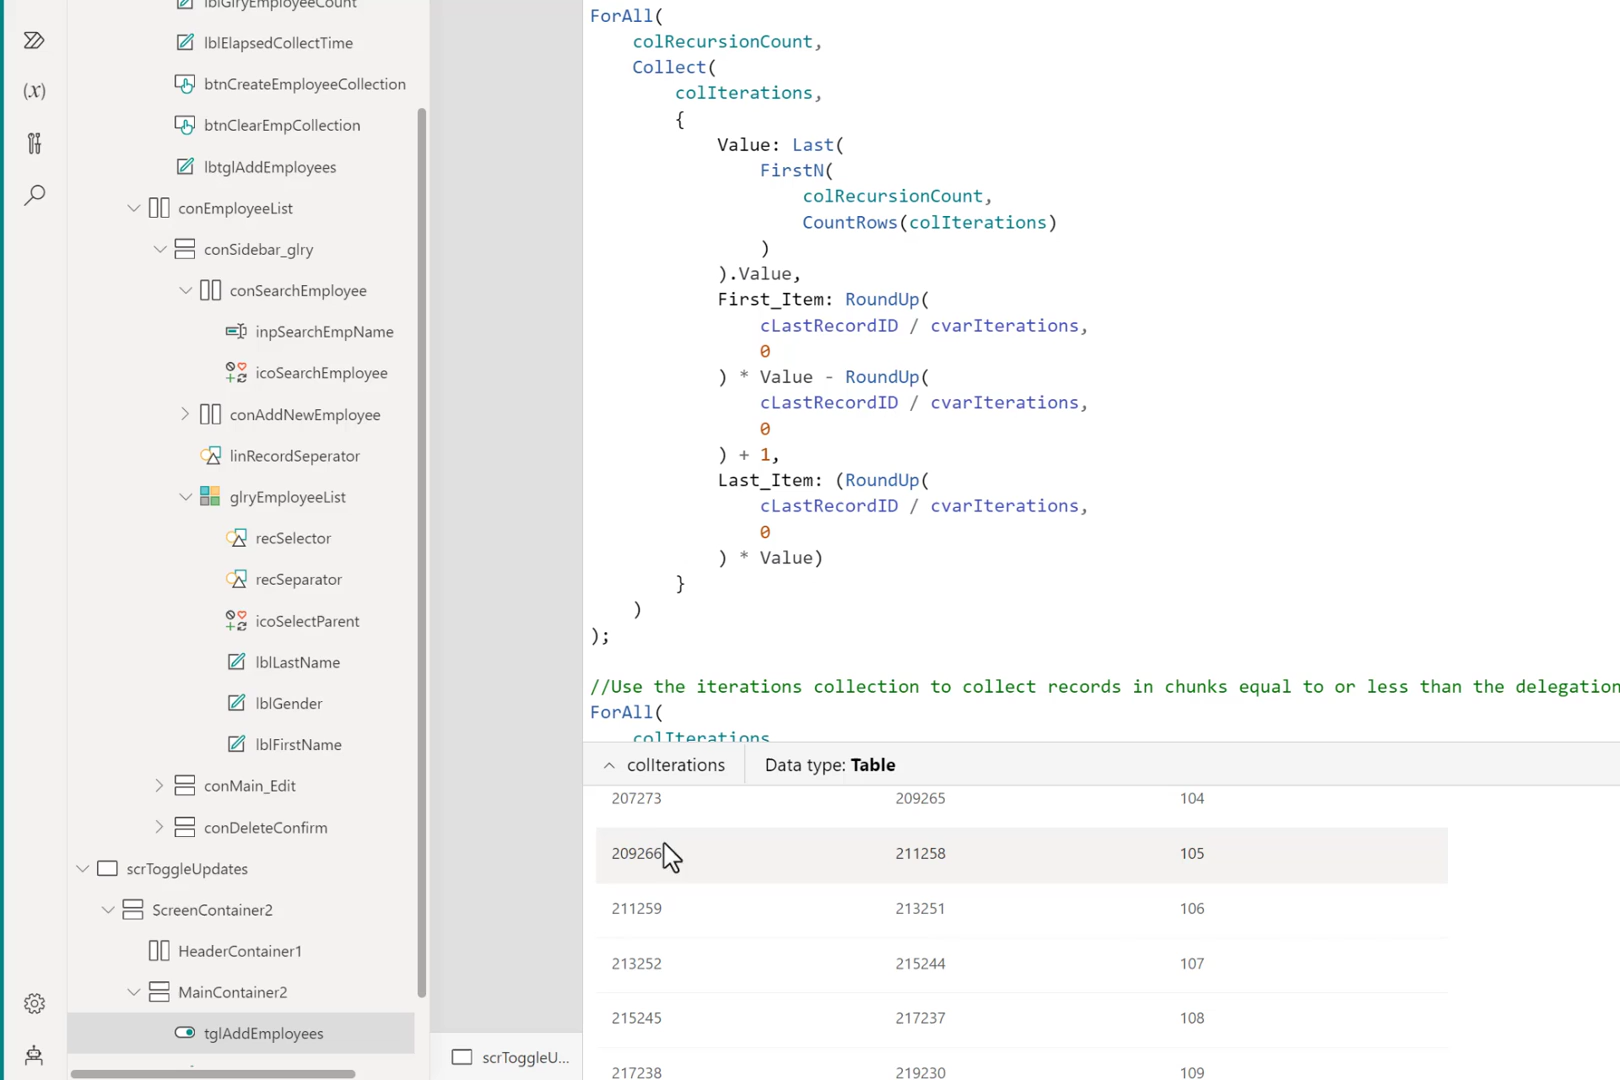 lblGlryEmployeeCount
lblElapsedCollectTime
btnCreateEmployeeCollection
btnClearEmpCollection
lbtglAddEmployees
conEmployeeList
conSidebar_glry
conSearchEmployee
inpSearchEmpName
icoSearchEmployee
conAddNewEmployee
linRecordSeperator
glryEmployeeList
recSelector
recSeparator
icoSelectParent
lblLastName
lblGender
lblFirstName
conMain_Edit
conDeleteConfirm
scrToggleUpdates
ScreenContainer2
HeaderContainer1
MainContainer2
tglAddEmployees
scrToggleU...
ForAll(
colRecursionCount,
Collect(
colIterations,
{
Value: Last(
FirstN(
colRecursionCount,
CountRows(colIterations)
)
).Value,
First_Item: RoundUp(
cLastRecordID / cvarIterations,
0
) * Value - RoundUp(
cLastRecordID / cvarIterations,
0
) + 1,
Last_Item: (RoundUp(
cLastRecordID / cvarIterations,
0
) * Value)
}
)
);
//Use the iterations collection to collect records in chunks equal to or less than the delegation
ForAll(
colIterations
colIterations Data type: Table
207273 209265 104
209266 211258 105
211259 213251 106
213252 215244 107
215245 217237 108
217238 219230 109